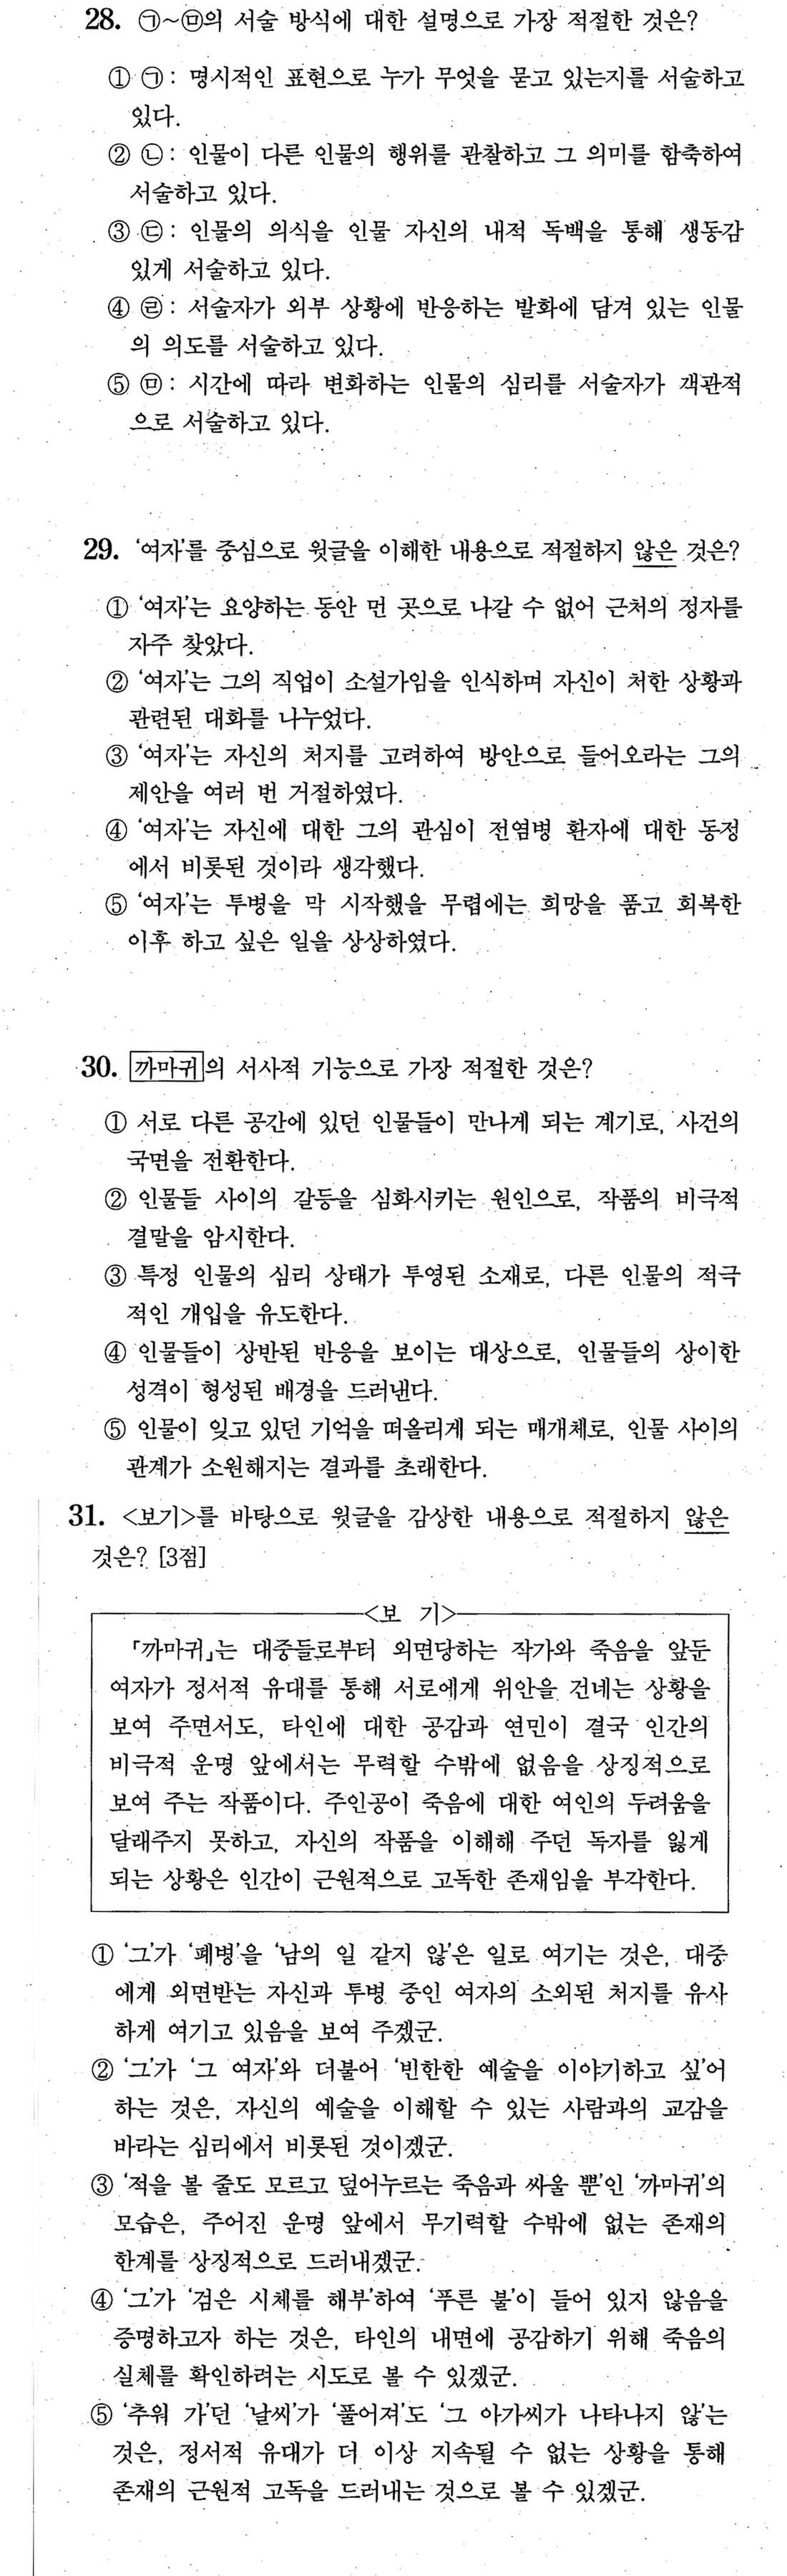 28. ㉠~㉤의 서술 방식에 대한 설명으로 가장 적절한 것은?
① ㉠: 명시적인 표현으로 누가 무엇을 묻고 있는지를 서술하고
있다.
② ㉡: 인물이 다른 인물의 행위를 관찰하고 그 의미를 함축하여
서술하고 있다.
③ ㉢: 인물의 의식을 인물 자신의 내적 독백을 통해 생동감
있게 서술하고 있다.
④ ㉣: 서술자가 외부 상황에 반응하는 발화에 담겨 있는 인물
의 의도를 서술하고 있다.
⑤ ㉤: 시간에 따라 변화하는 인물의 심리를 서술자가 객관적
으로 서술하고 있다.
29. ‘여자’를 중심으로 윗글을 이해한 내용으로 적절하지 않은 것은?
① ‘여자’는 요양하는 동안 먼 곳으로 나갈 수 없어 근처의 정자를
자주 찾았다.
② ‘여자’는 그의 직업이 소설가임을 인식하며 자신이 처한 상황과
관련된 대화를 나누었다.
③ ‘여자’는 자신의 처지를 고려하여 방안으로 들어오라는 그의
제안을 여러 번 거절하였다.
④ ‘여자’는 자신에 대한 그의 관심이 전염병 환자에 대한 동정
에서 비롯된 것이라 생각했다.
⑤ ‘여자’는 투병을 막 시작했을 무렵에는 희망을 품고 회복한
이후 하고 싶은 일을 상상하였다.
30. 까마귀의 서사적 기능으로 가장 적절한 것은?
① 서로 다른 공간에 있던 인물들이 만나게 되는 계기로, 사건의
국면을 전환한다.
② 인물들 사이의 갈등을 심화시키는 원인으로, 작품의 비극적
결말을 암시한다.
③ 특정 인물의 심리 상태가 투영된 소재로, 다른 인물의 적극
적인 개입을 유도한다.
④ 인물들이 상반된 반응을 보이는 대상으로, 인물들의 상이한
성격이 형성된 배경을 드러낸다.
⑤ 인물이 잊고 있던 기억을 떠올리게 되는 매개체로, 인물 사이의
관계가 소원해지는 결과를 초래한다.
31. <보기>를 바탕으로 윗글을 감상한 내용으로 적절하지 않은
것은? [3점]
<보 기>
「까마귀」는 대중들로부터 외면당하는 작가와 죽음을 앞둔
여자가 정서적 유대를 통해 서로에게 위안을 건네는 상황을
보여 주면서도, 타인에 대한 공감과 연민이 결국 인간의
비극적 운명 앞에서는 무력할 수밖에 없음을 상징적으로
보여 주는 작품이다. 주인공이 죽음에 대한 여인의 두려움을
달래주지 못하고, 자신의 작품을 이해해 주던 독자를 잃게
되는 상황은 인간이 근원적으로 고독한 존재임을 부각한다.
① ‘그’가 ‘폐병’을 ‘남의 일 같지 않’은 일로 여기는 것은, 대중
에게 외면받는 자신과 투병 중인 여자의 소외된 처지를 유사
하게 여기고 있음을 보여 주겠군.
② ‘그’가 ‘그 여자’와 더불어 ‘빈한한 예술을 이야기하고 싶’어
하는 것은, 자신의 예술을 이해할 수 있는 사람과의 교감을
바라는 심리에서 비롯된 것이겠군.
③ ‘적을 볼 줄도 모르고 덮어누르는 죽음과 싸울 뿐’인 ‘까마귀’의
모습은, 주어진 운명 앞에서 무기력할 수밖에 없는 존재의
한계를 상징적으로 드러내겠군.
④ ‘그’가 ‘검은 시체를 해부’하여 ‘푸른 불’이 들어 있지 않음을
증명하고자 하는 것은, 타인의 내면에 공감하기 위해 죽음의
실체를 확인하려는 시도로 볼 수 있겠군.
⑤ ‘추워 가’던 ‘날씨’가 ‘풀어져’도 ‘그 아가씨가 나타나지 않’는
것은, 정서적 유대가 더 이상 지속될 수 없는 상황을 통해
존재의 근원적 고독을 드러내는 것으로 볼 수 있겠군.